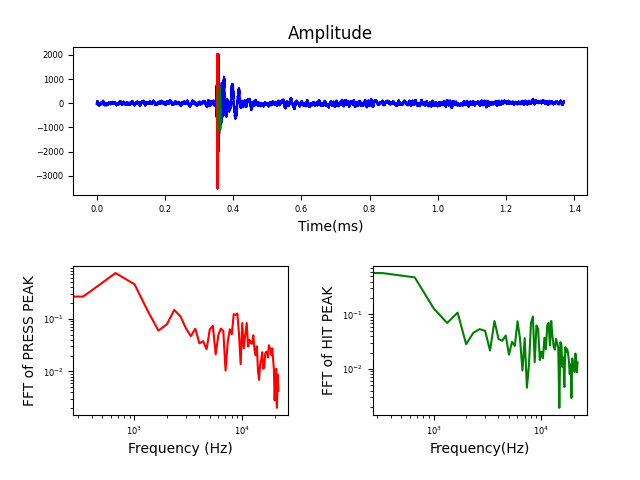 Amplitude
2000
1000
0
−1000
−2000
−3000
0.0 0.2 0.4 0.6 0.8 1.0 1.2 1.4
Time(ms)
FFT of PRESS PEAK
10⁻¹
10⁻²
10³ 10⁴
Frequency (Hz)
FFT of HIT PEAK
10⁻¹
10⁻²
10³ 10⁴
Frequency(Hz)